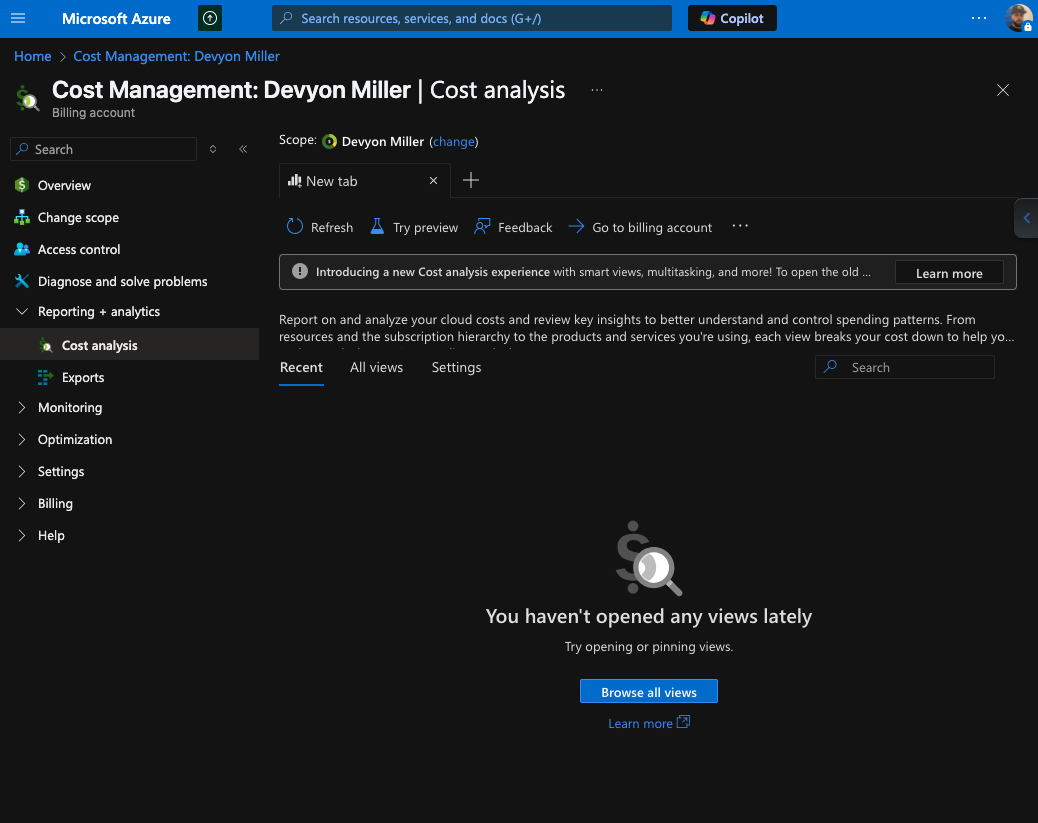 Microsoft Azure
Search resources, services, and docs (G+/)
Copilot
...
Home > Cost Management: Devyon Miller
Cost Management: Devyon Miller | Cost analysis
...
Billing account
Search
Overview
Change scope
Access control
Diagnose and solve problems
Reporting + analytics
Cost analysis
Exports
Monitoring
Optimization
Settings
Billing
Help
Scope: Devyon Miller (change)
New tab
Refresh Try preview Feedback Go to billing account ...
Introducing a new Cost analysis experience with smart views, multitasking, and more! To open the old ...
Learn more
Report on and analyze your cloud costs and review key insights to better understand and control spending patterns. From
resources and the subscription hierarchy to the products and services you're using, each view breaks your cost down to help yo...
Recent All views Settings
Search
You haven't opened any views lately
Try opening or pinning views.
Browse all views
Learn more